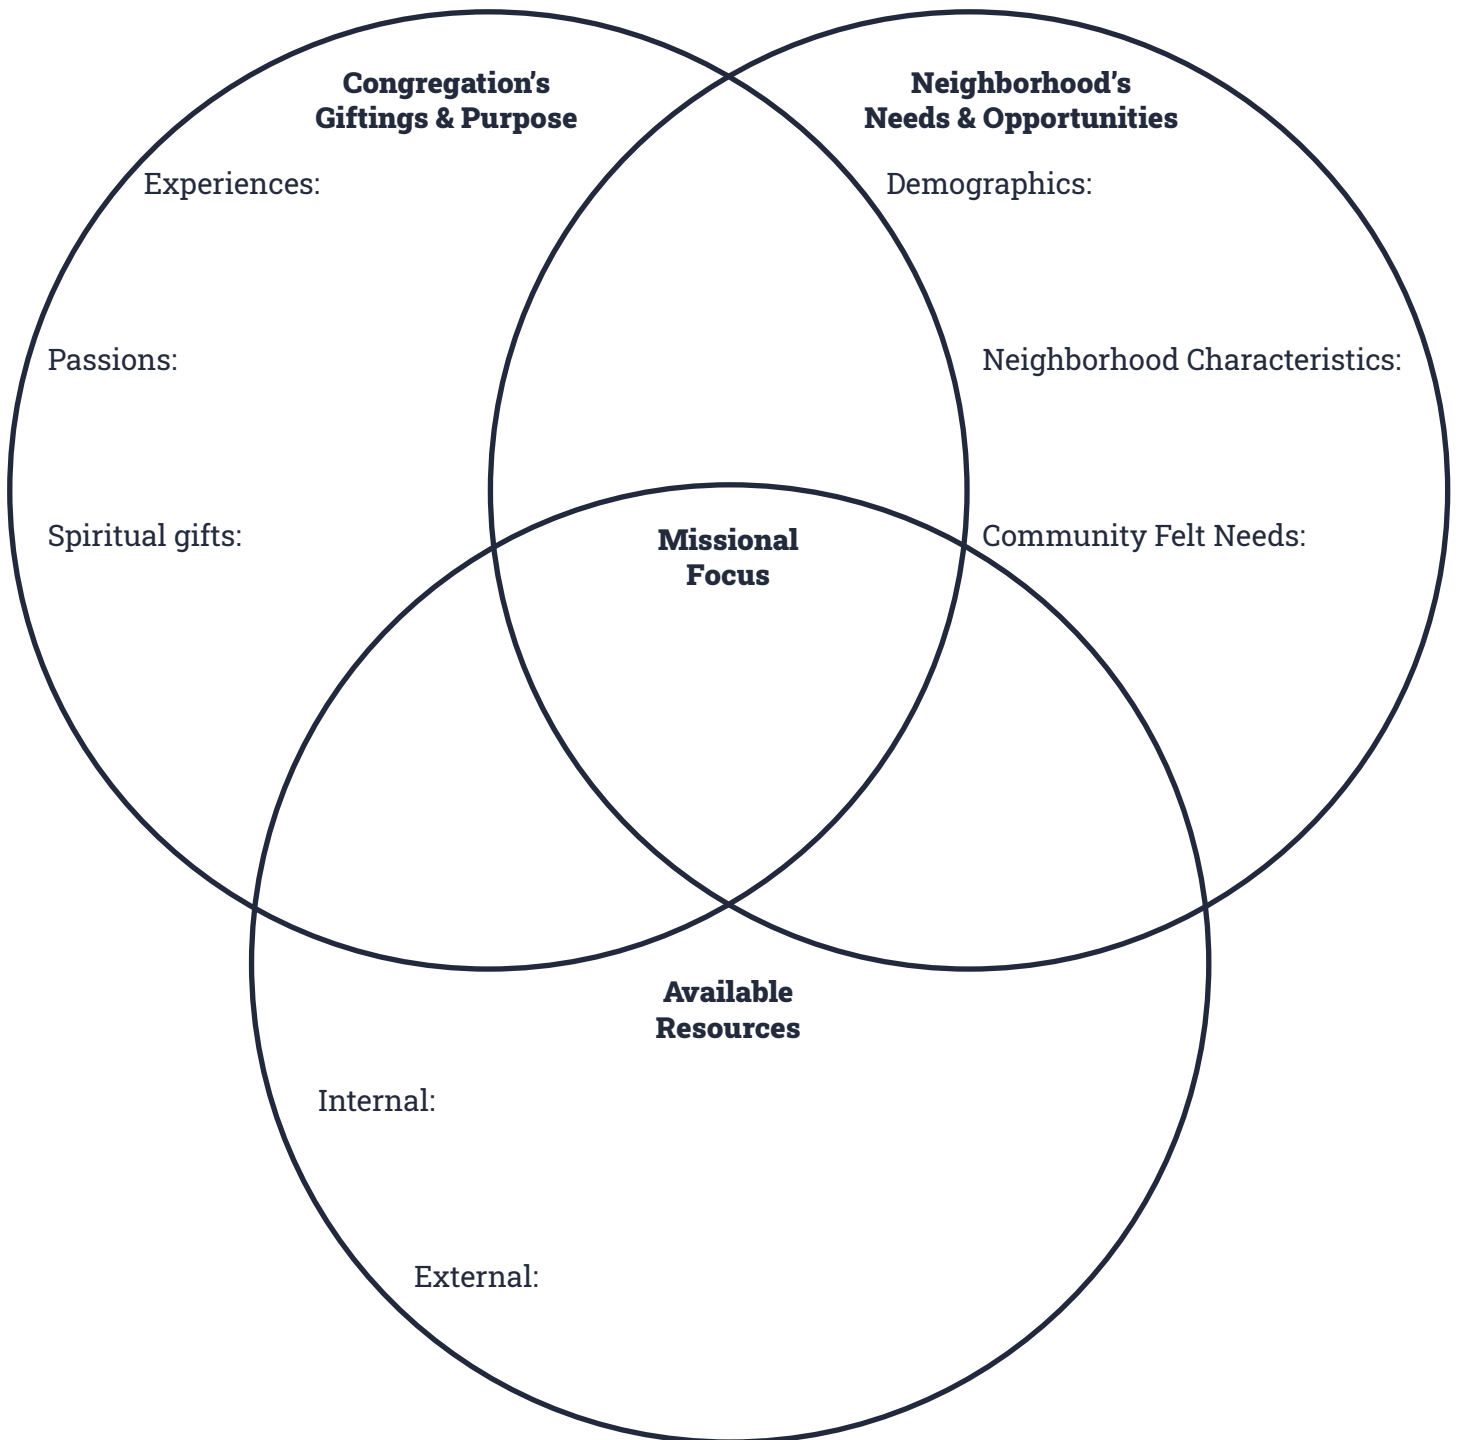 Congregation’s
Giftings & Purpose
Experiences:
Passions:
Spiritual gifts:
Neighborhood’s
Needs & Opportunities
Demographics:
Neighborhood Characteristics:
Community Felt Needs:
Missional
Focus
Available
Resources
Internal:
External: